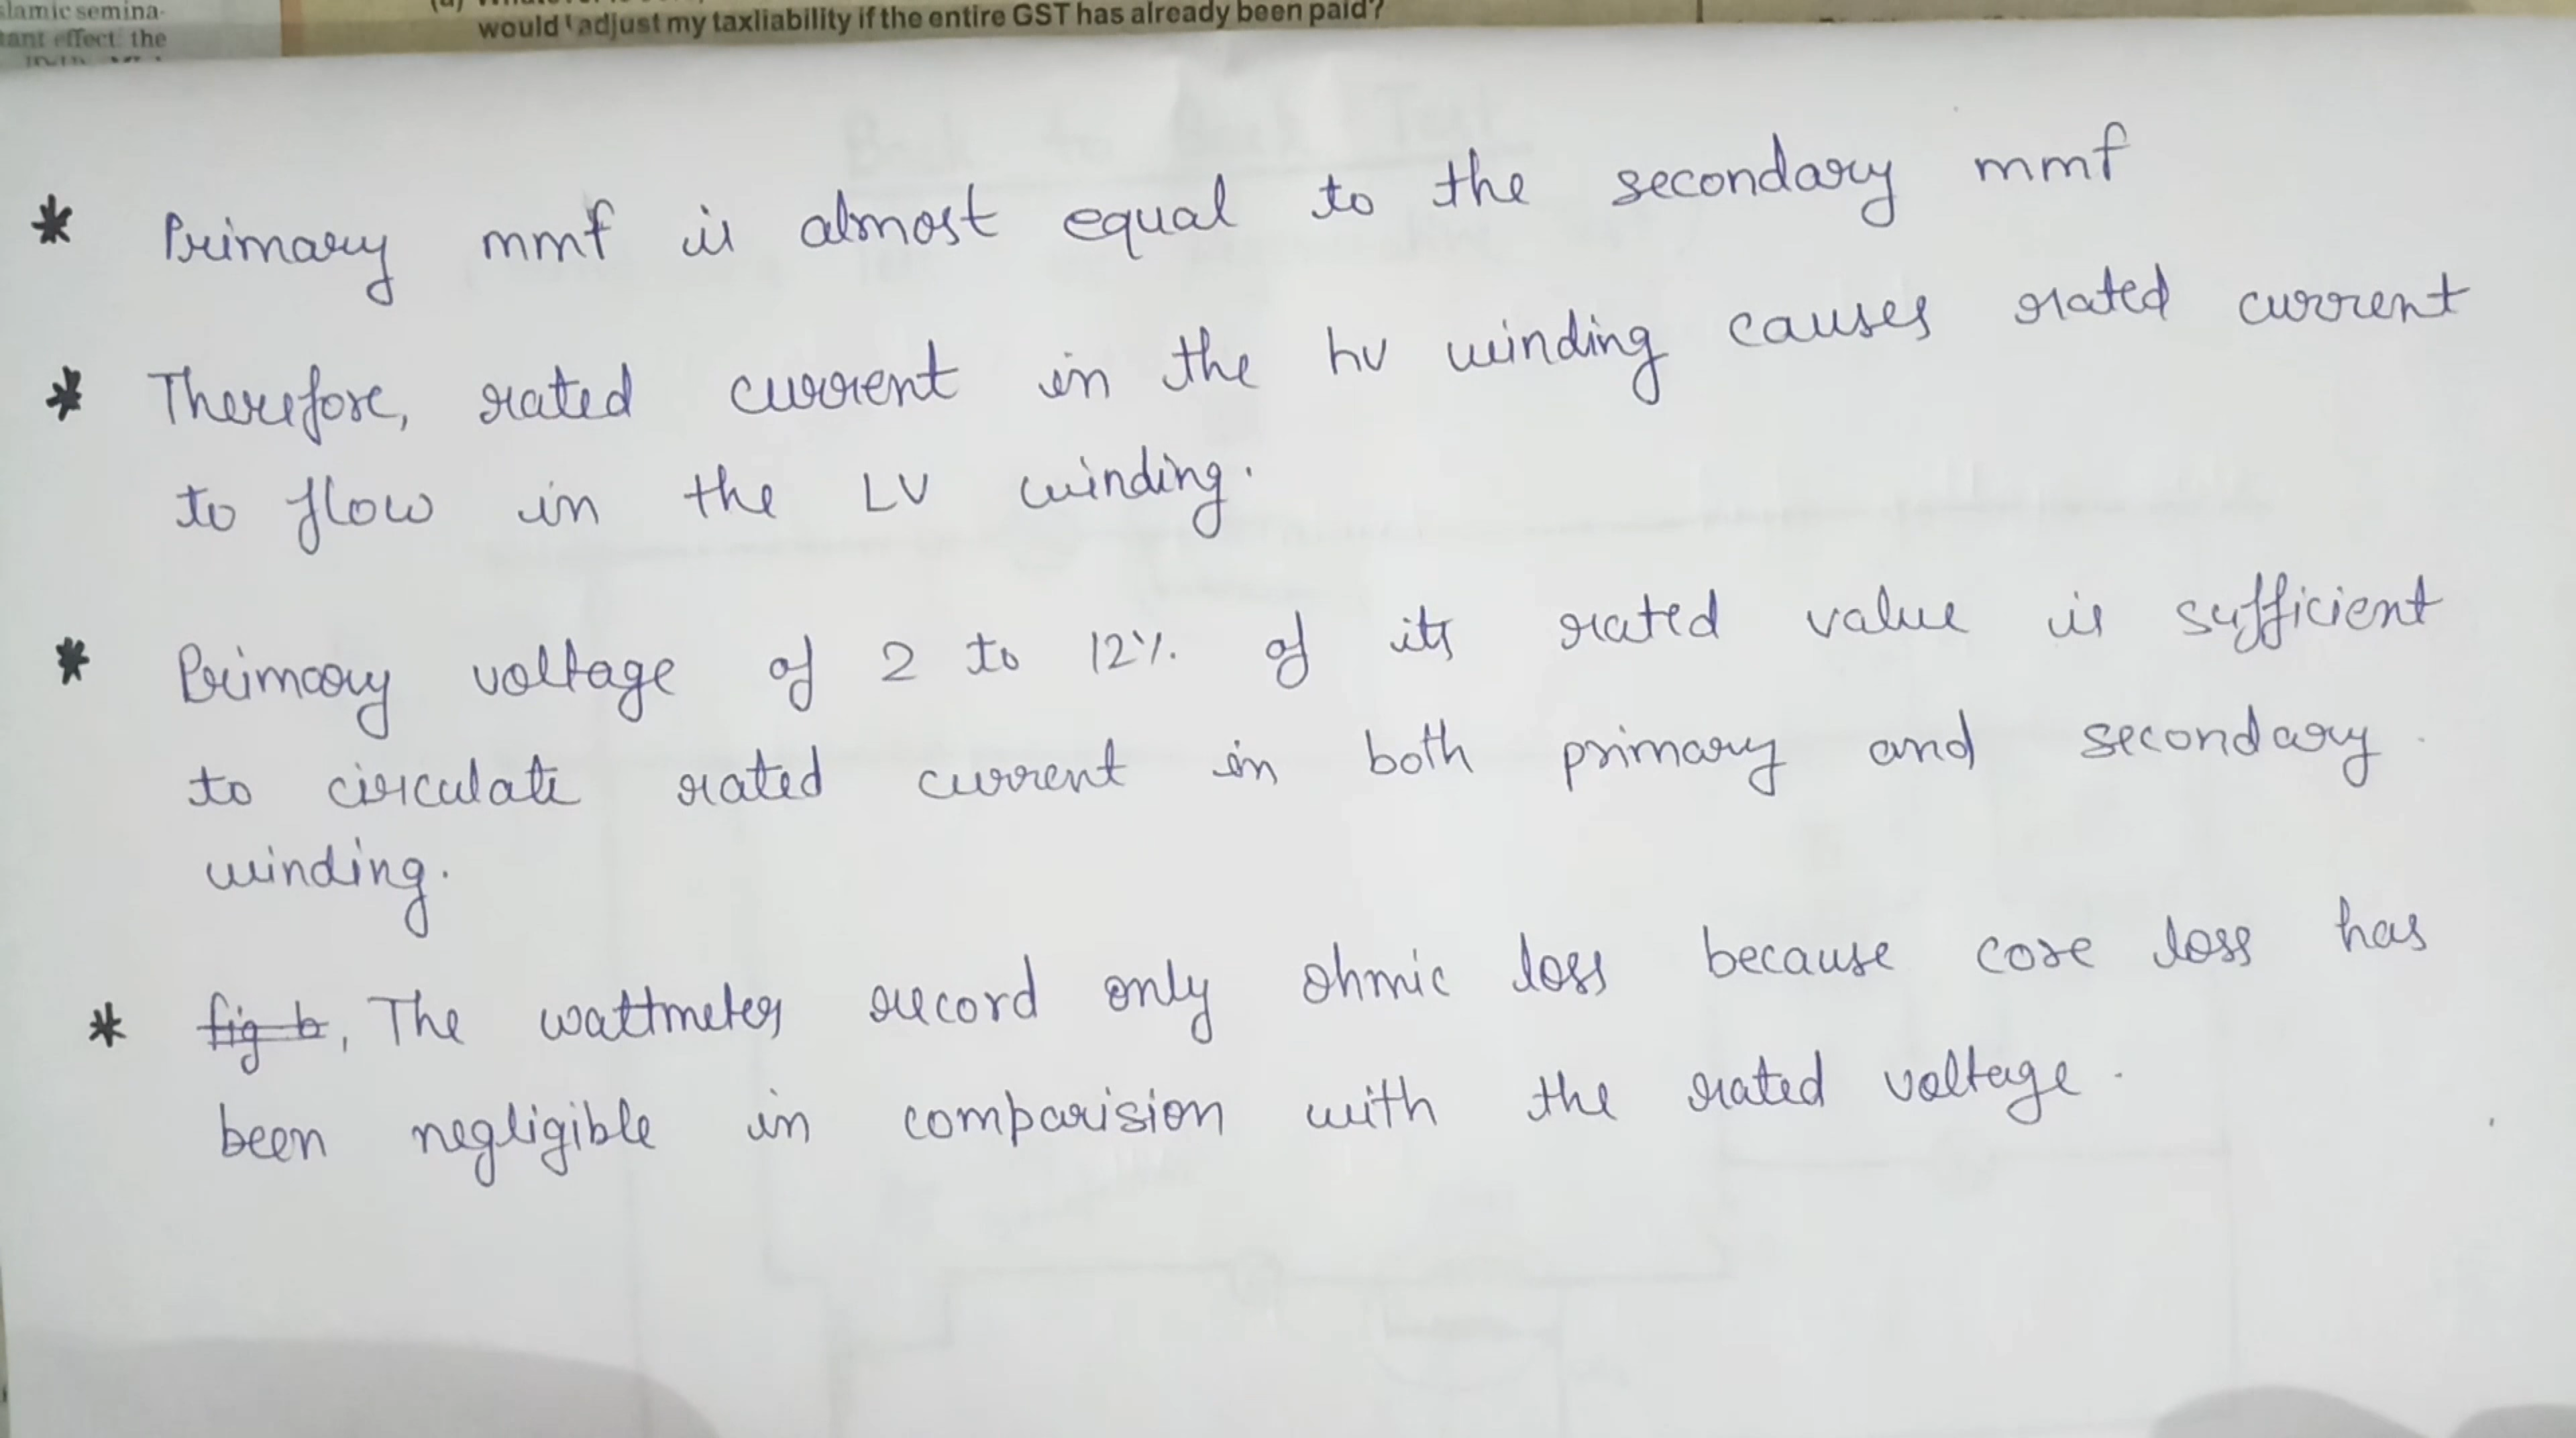 slamic semina-
tant effect the
would I adjust my taxliability if the entire GST has already been paid?
* Primary mmf is almost equal to the secondary mmf
* Therefore, rated current in the hv winding causes rated current
to flow in the LV winding.
* Primary voltage of 2 to 12% of its rated value is sufficient
to circulate rated current in both primary and secondary
winding.
* fig b, The wattmeter record only ohmic loss because core loss has
been negligible in comparision with the rated voltage.